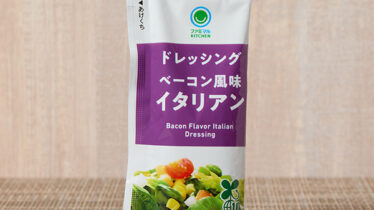 ◀あけくち
ファミマル
KITCHEN
ドレッシング
ベーコン風味
イタリアン
Bacon Flavor Italian
Dressing